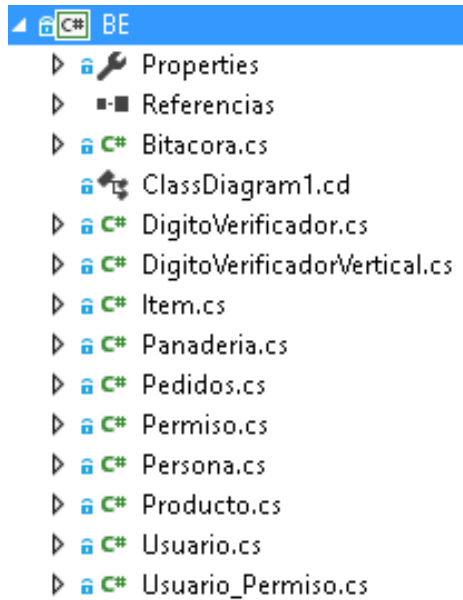 C# BE
Properties
Referencias
C# Bitacora.cs
ClassDiagram1.cd
C# DigitoVerificador.cs
C# DigitoVerificadorVertical.cs
C# Item.cs
C# Panaderia.cs
C# Pedidos.cs
C# Permiso.cs
C# Persona.cs
C# Producto.cs
C# Usuario.cs
C# Usuario_Permiso.cs